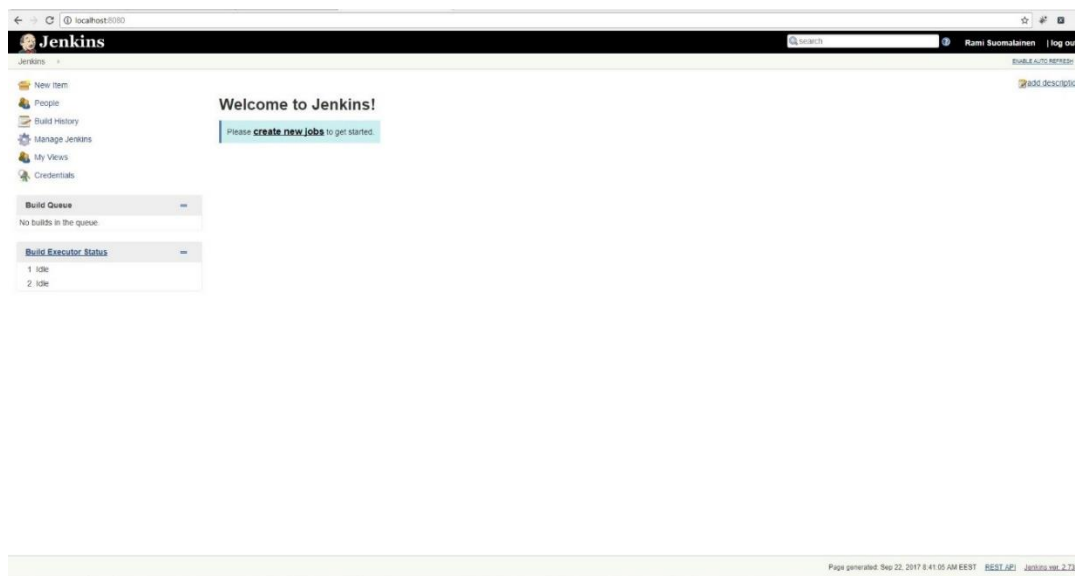 localhost:8080
Jenkins
search
Rami Suomalainen | log ou
Jenkins
ENABLE AUTO REFRESH
New Item
People
Build History
Manage Jenkins
My Views
Credentials
add descriptio
Welcome to Jenkins!
Please create new jobs to get started.
Build Queue
No builds in the queue.
Build Executor Status
1 Idle
2 Idle
Page generated: Sep 22, 2017 8:41:05 AM EEST REST API Jenkins ver. 2.73